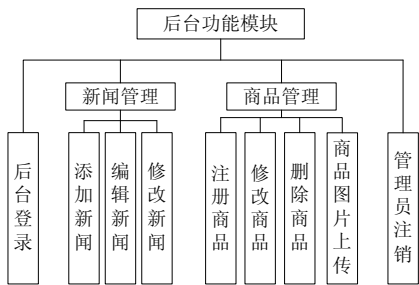 后台功能模块
新闻管理
商品管理
后台登录
添加新闻
编辑新闻
修改新闻
注册商品
修改商品
删除商品
商品图片上传
管理员注销